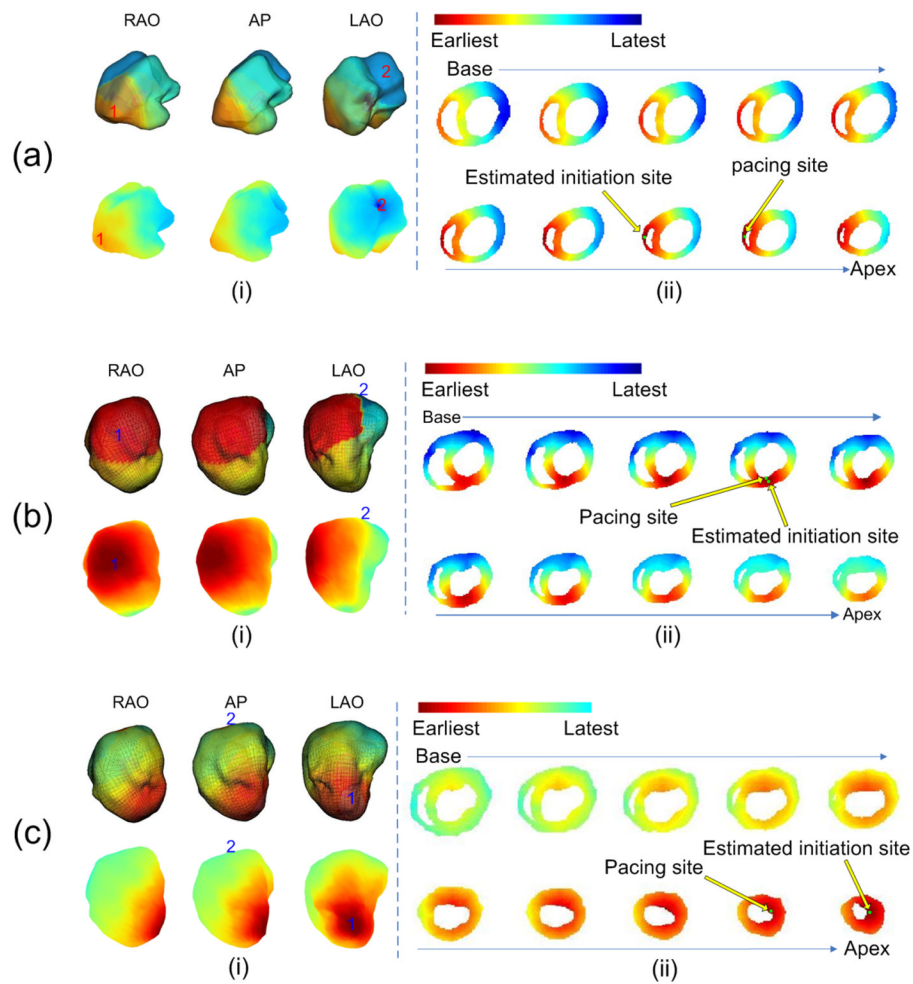 RAO AP LAO
Earliest Latest
Base
2
1
(a)
Estimated initiation site
pacing site
1
2
Apex
(i) (ii)
RAO AP LAO
Earliest Latest
2
Base
1
(b)
Pacing site
Estimated initiation site
2
1
Apex
(i) (ii)
RAO AP LAO
2
Earliest Latest
Base
1
(c)
2
Estimated initiation site
Pacing site
1
Apex
(i) (ii)